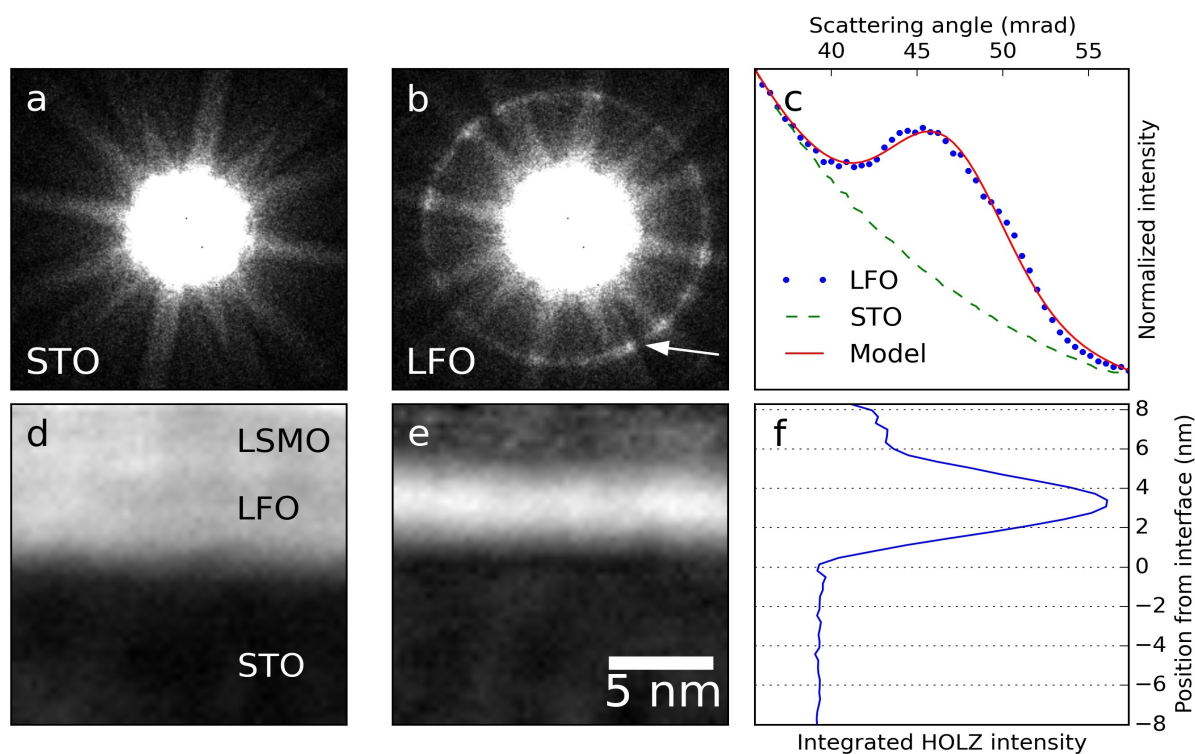 Scattering angle (mrad)
40 45 50 55
a
STO
b
LFO
c
LFO
STO
Model
Normalized intensity
d
LSMO
LFO
STO
e
5 nm
f
8
6
4
2
0
−2
−4
−6
−8
Position from interface (nm)
Integrated HOLZ intensity